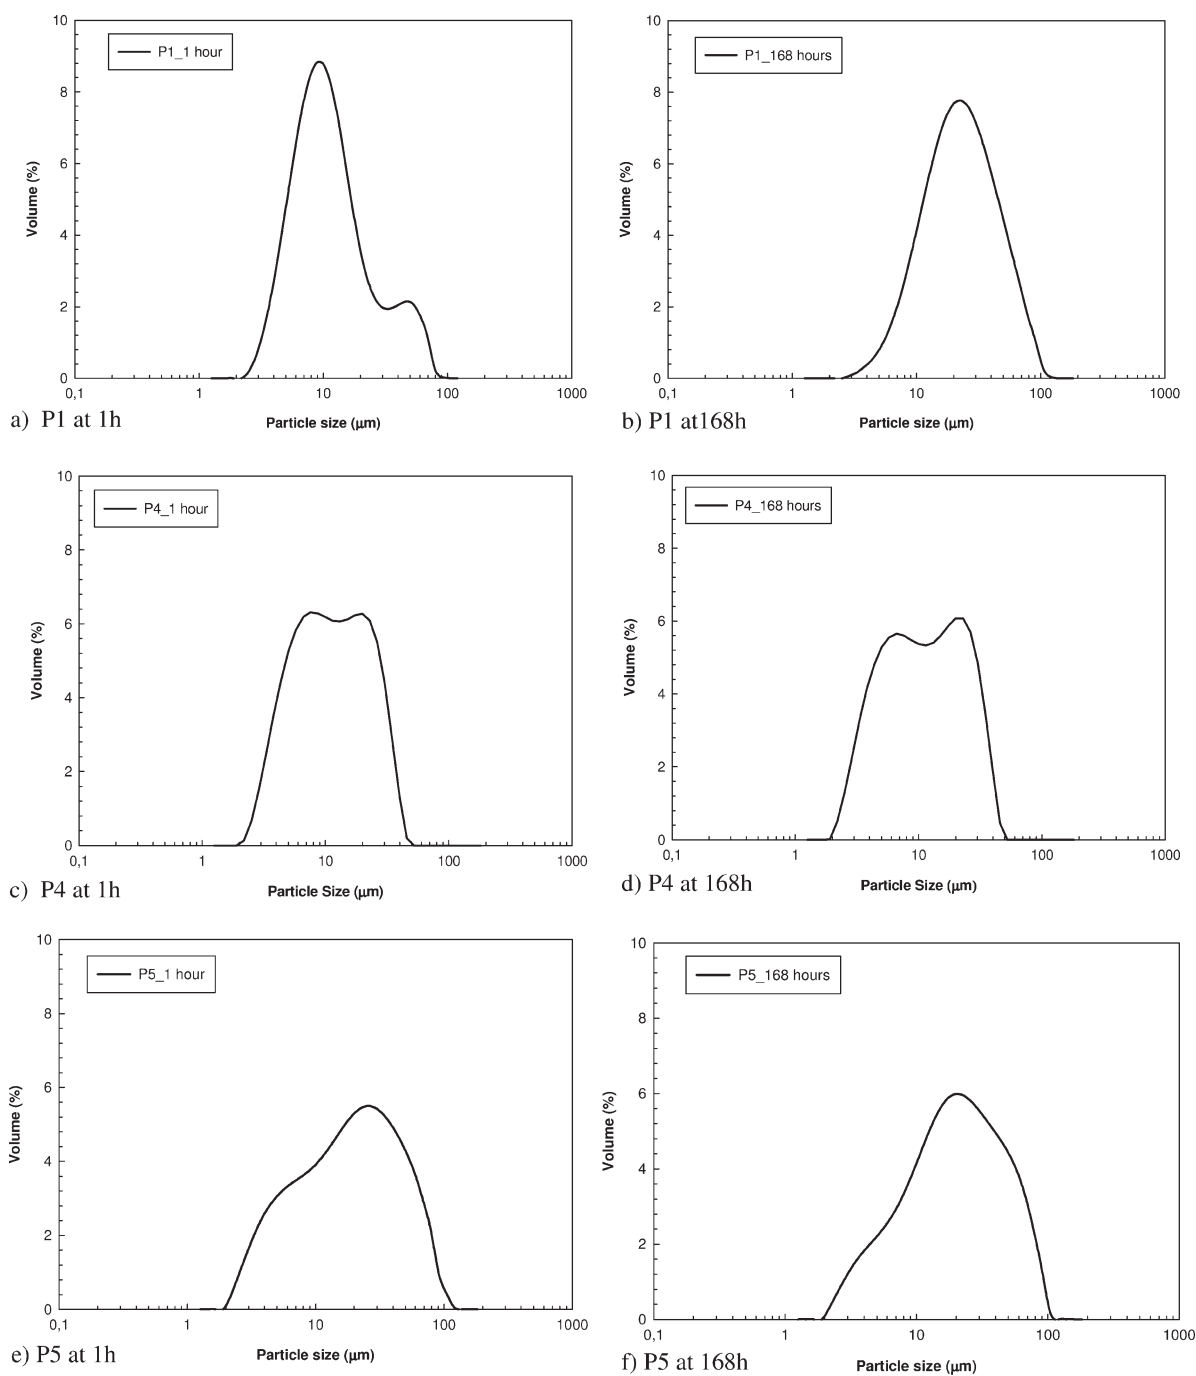 10
P1_1 hour
8
6
Volume (%)
4
2
0
0,1 1 10 100 1000
a) P1 at 1h
Particle size (µm)
10
P1_168 hours
8
6
Volume (%)
4
2
0
0,1 1 10 100 1000
b) P1 at168h
Particle size (µm)
10
P4_1 hour
8
6
Volume (%)
4
2
0
0,1 1 10 100 1000
c) P4 at 1h
Particle Size (µm)
10
P4_168 hours
8
6
Volume (%)
4
2
0
0,1 1 10 100 1000
d) P4 at 168h
Particle Size (µm)
10
P5_1 hour
8
6
Volume (%)
4
2
0
0,1 1 10 100 1000
e) P5 at 1h
Particle size (µm)
10
P5_168 hours
8
6
Volume (%)
4
2
0
0,1 1 10 100 1000
f) P5 at 168h
Particle size (µm)